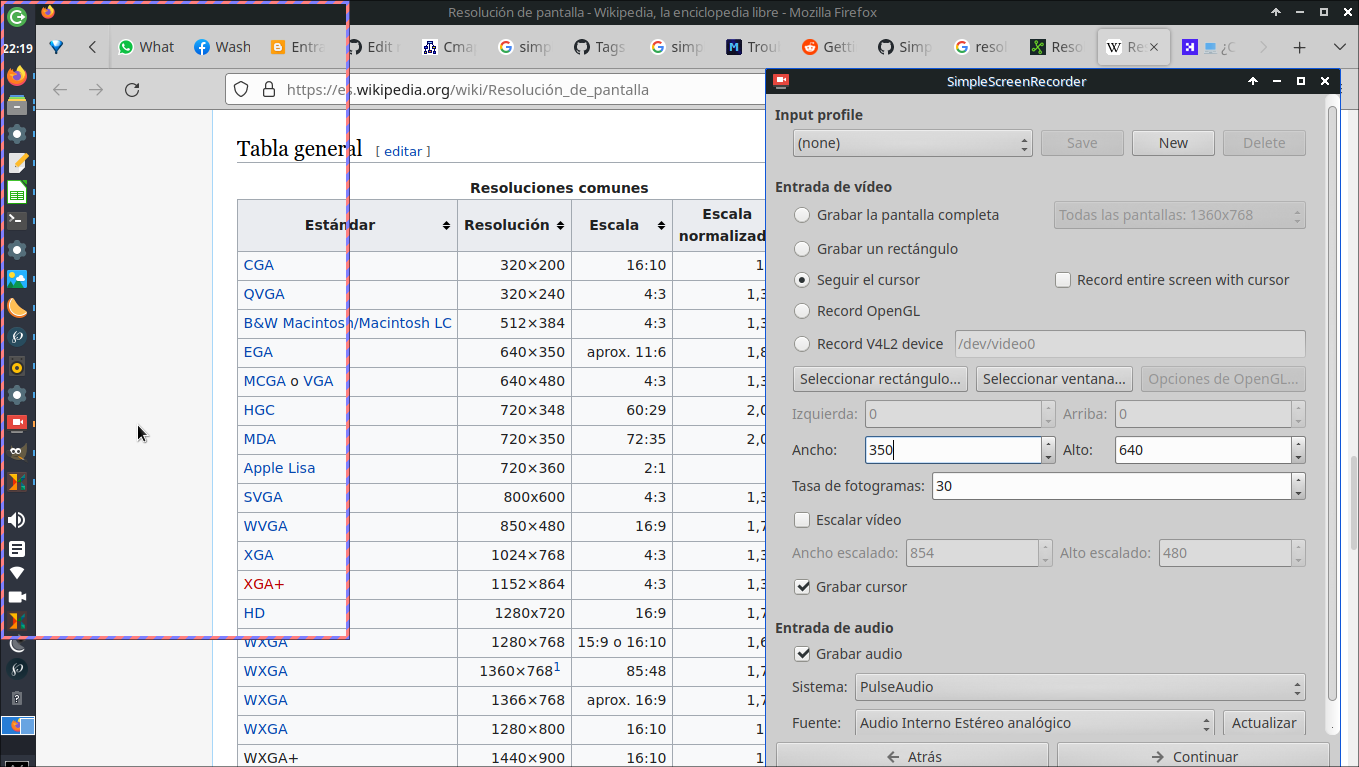 Resolución de pantalla - Wikipedia, la enciclopedia libre - Mozilla Firefox
22:19
What
Wash
Entra
Edit
Cma
simp
Tags
simp
Trou
Gett
Simp
resol
Reso
Re
¿C
https://es.wikipedia.org/wiki/Resolución_de_pantalla
Tabla general [ editar ]
Resoluciones comunes
Estándar Resolución Escala Escala
normalizad
CGA 320×200 16:10 1
QVGA 320×240 4:3 1,3
B&W Macintosh/Macintosh LC 512×384 4:3 1,3
EGA 640×350 aprox. 11:6 1,8
MCGA o VGA 640×480 4:3 1,3
HGC 720×348 60:29 2,0
MDA 720×350 72:35 2,0
Apple Lisa 720×360 2:1
SVGA 800x600 4:3 1,3
WVGA 850×480 16:9 1,7
XGA 1024×768 4:3 1,3
XGA+ 1152×864 4:3 1,3
HD 1280x720 16:9 1,7
WXGA 1280×768 15:9 o 16:10 1,6
WXGA 1360×768¹ 85:48 1,7
WXGA 1366×768 aprox. 16:9 1,7
WXGA 1280×800 16:10 1
WXGA+ 1440×900 16:10 1
SimpleScreenRecorder
Input profile
(none) Save New Delete
Entrada de vídeo
Grabar la pantalla completa Todas las pantallas: 1360x768
Grabar un rectángulo
Seguir el cursor Record entire screen with cursor
Record OpenGL
Record V4L2 device /dev/video0
Seleccionar rectángulo... Seleccionar ventana... Opciones de OpenGL...
Izquierda: 0 Arriba: 0
Ancho: 350 Alto: 640
Tasa de fotogramas: 30
Escalar vídeo
Ancho escalado: 854 Alto escalado: 480
Grabar cursor
Entrada de audio
Grabar audio
Sistema: PulseAudio
Fuente: Audio Interno Estéreo analógico Actualizar
Atrás Continuar